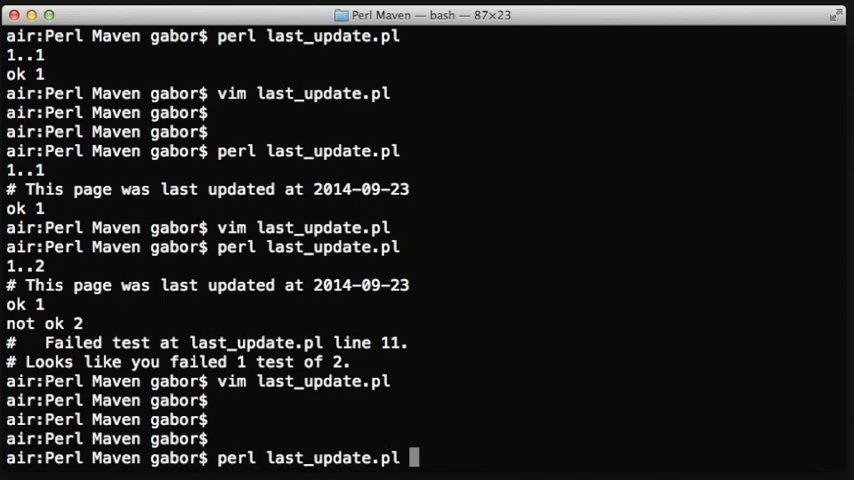 Perl Maven — bash — 87×23
air:Perl Maven gabor$ perl last_update.pl
1..1
ok 1
air:Perl Maven gabor$ vim last_update.pl
air:Perl Maven gabor$
air:Perl Maven gabor$
air:Perl Maven gabor$ perl last_update.pl
1..1
# This page was last updated at 2014-09-23
ok 1
air:Perl Maven gabor$ vim last_update.pl
air:Perl Maven gabor$ perl last_update.pl
1..2
# This page was last updated at 2014-09-23
ok 1
not ok 2
#   Failed test at last_update.pl line 11.
# Looks like you failed 1 test of 2.
air:Perl Maven gabor$ vim last_update.pl
air:Perl Maven gabor$
air:Perl Maven gabor$
air:Perl Maven gabor$
air:Perl Maven gabor$ perl last_update.pl